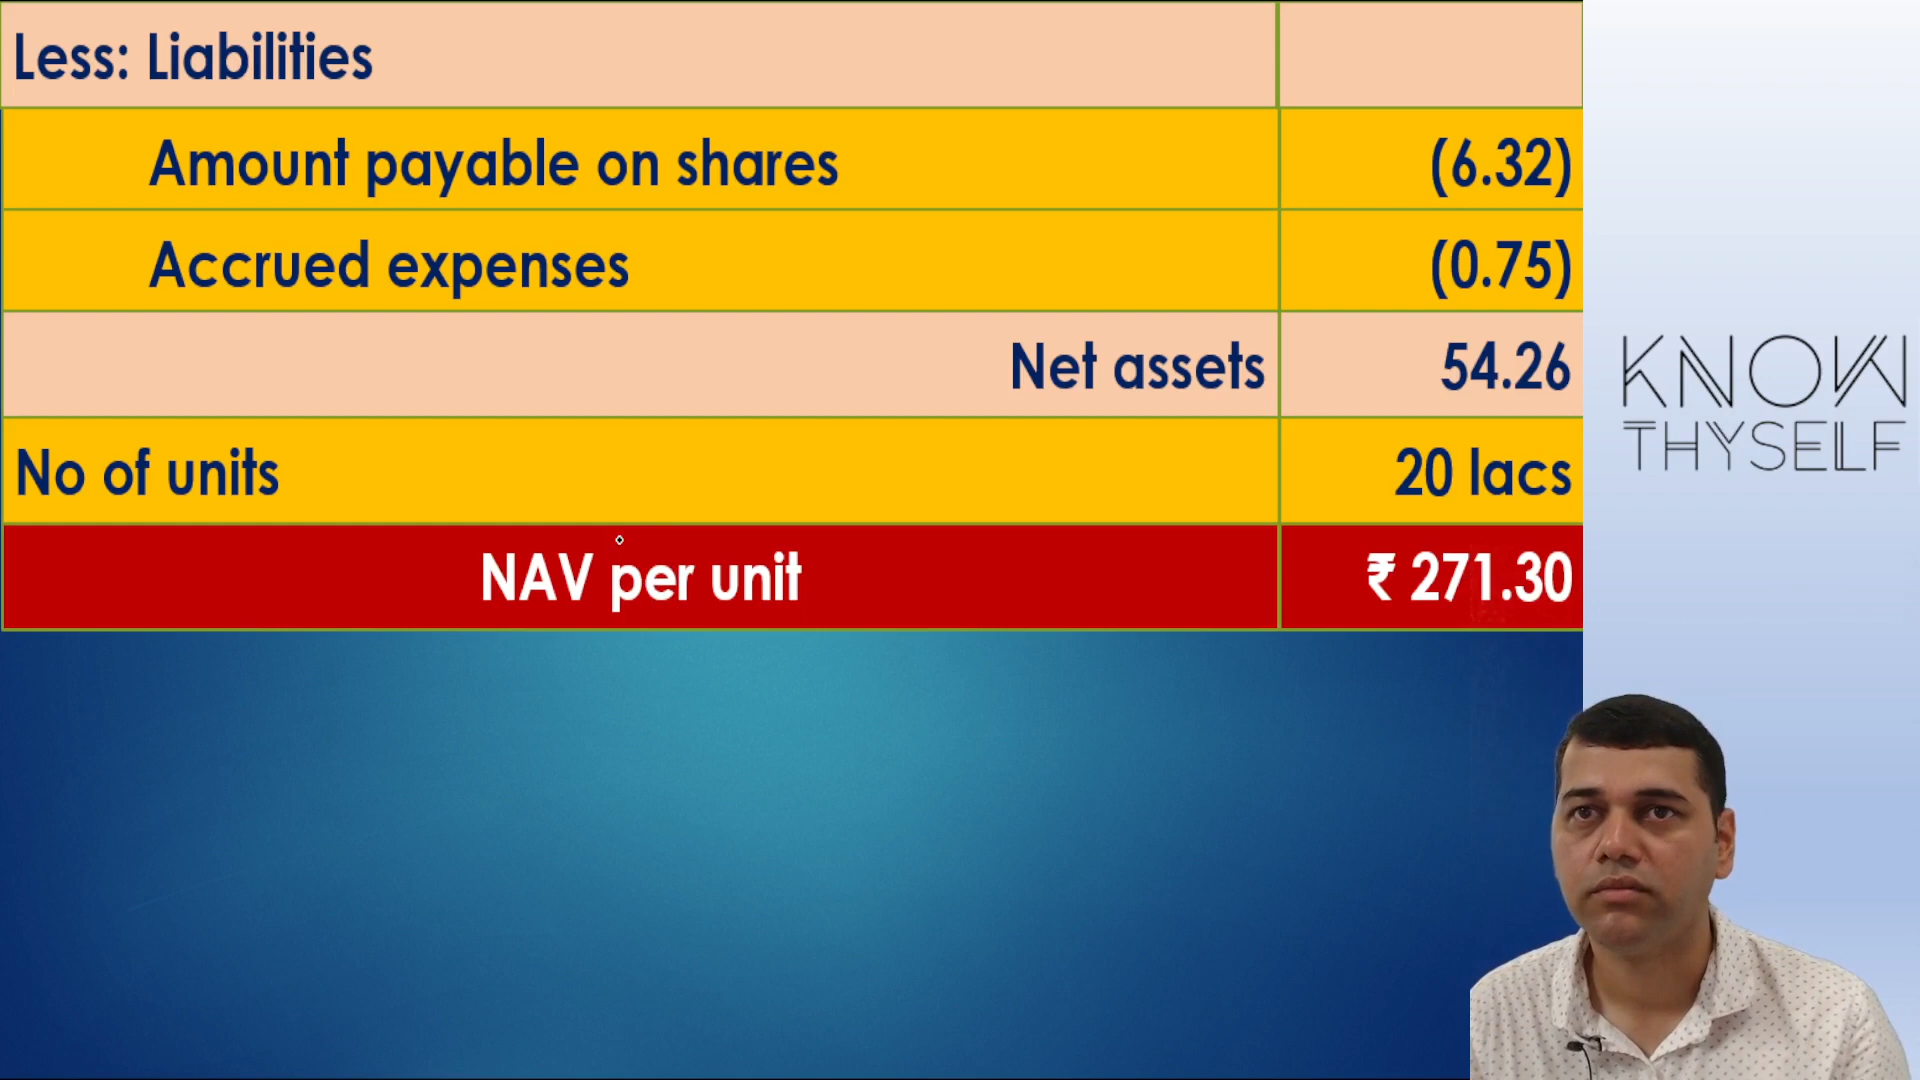 Less: Liabilities
Amount payable on shares (6.32)
Accrued expenses (0.75)
Net assets 54.26
No of units 20 lacs
NAV per unit ₹ 271.30
KNOW
THYSELF